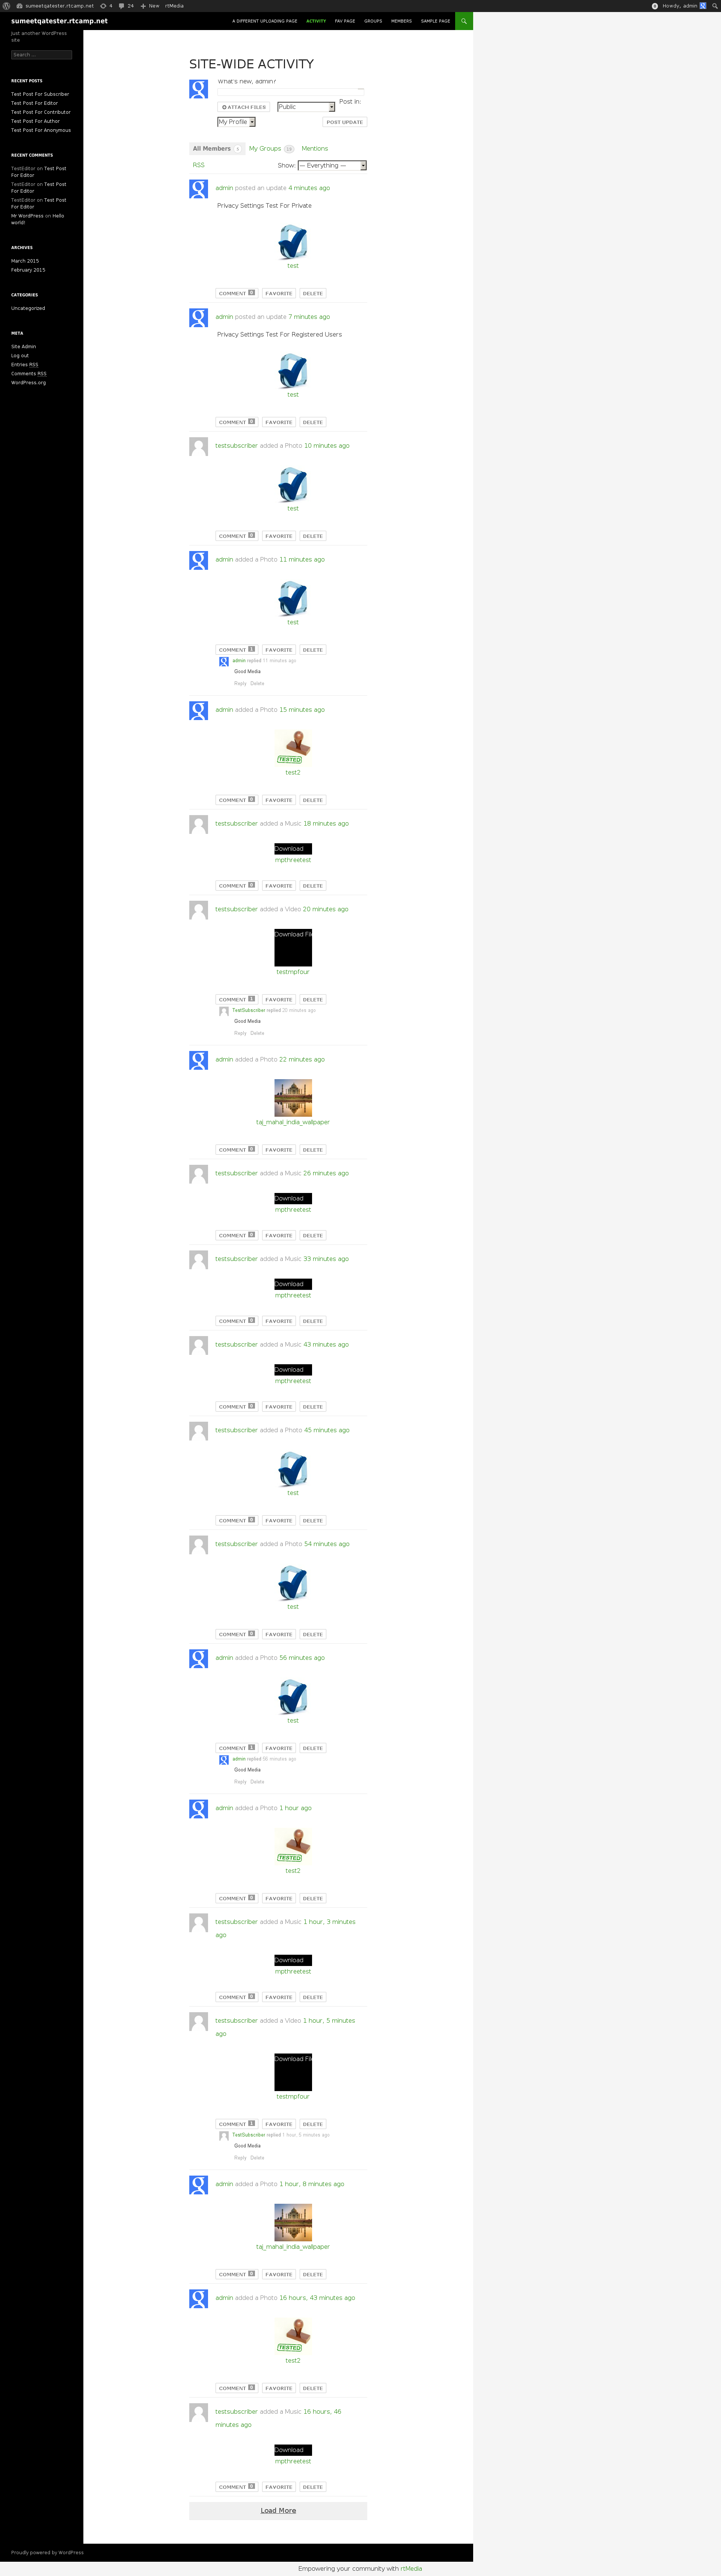 sumeetqatester.rtcamp.net 4 24 New rtMedia
0 Howdy, admin
sumeetqatester.rtcamp.net
A DIFFERENT UPLOADING PAGE ACTIVITY FAV PAGE GROUPS MEMBERS SAMPLE PAGE
Just another WordPress
site
Search ...
RECENT POSTS
Test Post For Subscriber
Test Post For Editor
Test Post For Contributor
Test Post For Author
Test Post For Anonymous
RECENT COMMENTS
TestEditor on Test Post
For Editor
TestEditor on Test Post
For Editor
TestEditor on Test Post
For Editor
Mr WordPress on Hello
world!
ARCHIVES
March 2015
February 2015
CATEGORIES
Uncategorized
META
Site Admin
Log out
Entries RSS
Comments RSS
WordPress.org
SITE-WIDE ACTIVITY
What's new, admin?
ATTACH FILES Public Post in:
My Profile POST UPDATE
All Members My Groups Mentions
RSS Show: — Everything —
admin posted an update 4 minutes ago
Privacy Settings Test For Private
test
COMMENT 0 FAVORITE DELETE
admin posted an update 7 minutes ago
Privacy Settings Test For Registered Users
test
COMMENT 0 FAVORITE DELETE
testsubscriber added a Photo 10 minutes ago
test
COMMENT 0 FAVORITE DELETE
admin added a Photo 11 minutes ago
test
COMMENT 1 FAVORITE DELETE
admin replied 11 minutes ago
Good Media
Reply Delete
admin added a Photo 15 minutes ago
TESTED
test2
COMMENT 0 FAVORITE DELETE
testsubscriber added a Music 18 minutes ago
Download
mpthreetest
COMMENT 0 FAVORITE DELETE
testsubscriber added a Video 20 minutes ago
Download File
testmpfour
COMMENT 1 FAVORITE DELETE
TestSubscriber replied 20 minutes ago
Good Media
Reply Delete
admin added a Photo 22 minutes ago
taj_mahal_india_wallpaper
COMMENT 0 FAVORITE DELETE
testsubscriber added a Music 26 minutes ago
Download
mpthreetest
COMMENT 0 FAVORITE DELETE
testsubscriber added a Music 33 minutes ago
Download
mpthreetest
COMMENT 0 FAVORITE DELETE
testsubscriber added a Music 43 minutes ago
Download
mpthreetest
COMMENT 0 FAVORITE DELETE
testsubscriber added a Photo 45 minutes ago
test
COMMENT 0 FAVORITE DELETE
testsubscriber added a Photo 54 minutes ago
test
COMMENT 0 FAVORITE DELETE
admin added a Photo 56 minutes ago
test
COMMENT 1 FAVORITE DELETE
admin replied 56 minutes ago
Good Media
Reply Delete
admin added a Photo 1 hour ago
TESTED
test2
COMMENT 0 FAVORITE DELETE
testsubscriber added a Music 1 hour, 3 minutes
ago
Download
mpthreetest
COMMENT 0 FAVORITE DELETE
testsubscriber added a Video 1 hour, 5 minutes
ago
Download File
testmpfour
COMMENT 1 FAVORITE DELETE
TestSubscriber replied 1 hour, 5 minutes ago
Good Media
Reply Delete
admin added a Photo 1 hour, 8 minutes ago
taj_mahal_india_wallpaper
COMMENT 0 FAVORITE DELETE
admin added a Photo 16 hours, 43 minutes ago
TESTED
test2
COMMENT 0 FAVORITE DELETE
testsubscriber added a Music 16 hours, 46
minutes ago
Download
mpthreetest
COMMENT 0 FAVORITE DELETE
Load More
Proudly powered by WordPress
Empowering your community with rtMedia